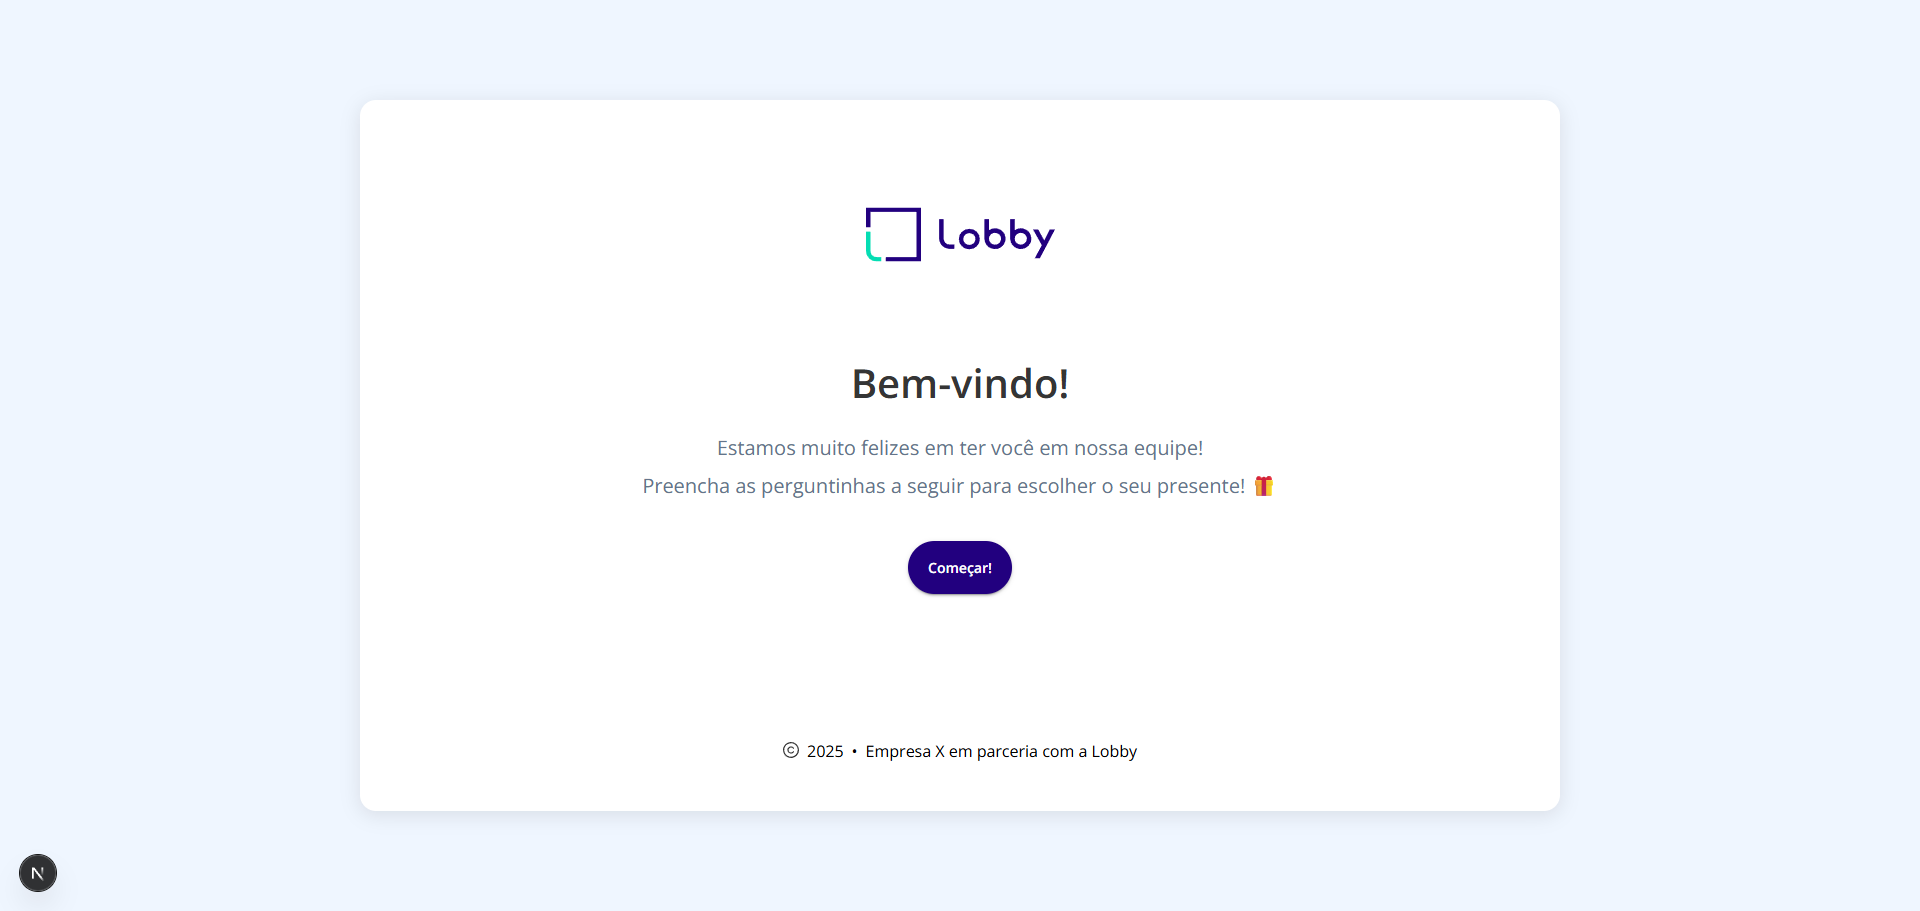 Lobby
Bem-vindo!
Estamos muito felizes em ter você em nossa equipe!
Preencha as perguntinhas a seguir para escolher o seu presente! 🎁
Começar!
© 2025 • Empresa X em parceria com a Lobby
N